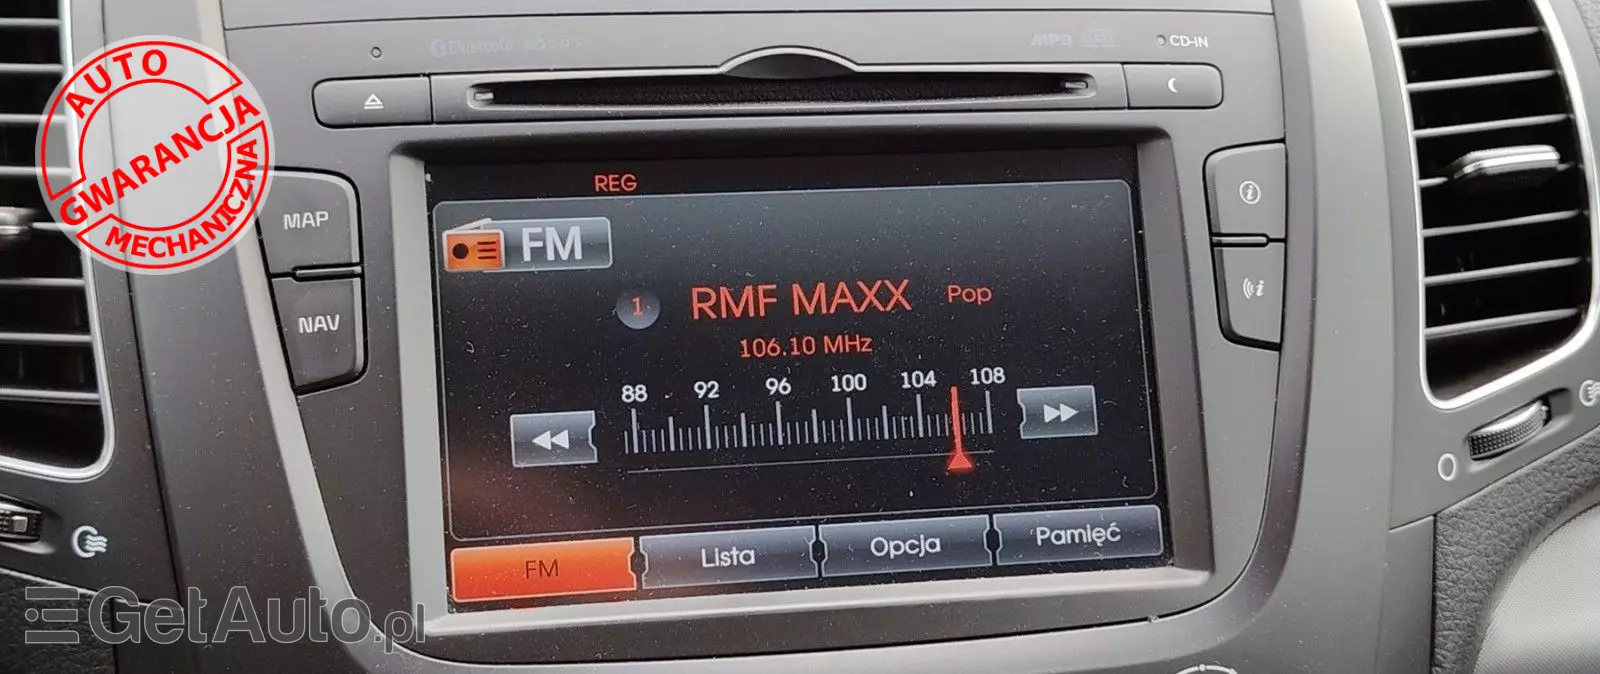 AUTO
GWARANCJA
MECHANICZNA
Bluetooth
MP3
CD-IN
MAP
NAV
REG
FM
1 RMF MAXX Pop
106.10 MHz
88 92 96 100 104 108
FM Lista Opcja Pamięć
GetAuto.pl